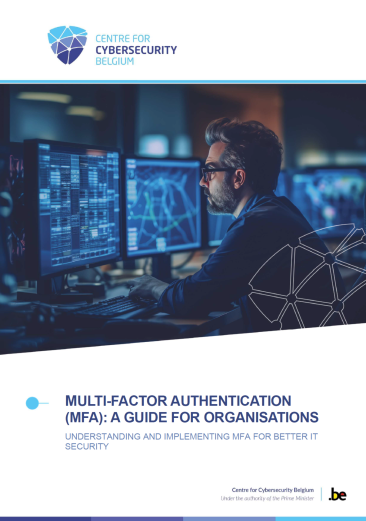 CENTRE FOR
CYBERSECURITY
BELGIUM
MULTI-FACTOR AUTHENTICATION
(MFA): A GUIDE FOR ORGANISATIONS
UNDERSTANDING AND IMPLEMENTING MFA FOR BETTER IT
SECURITY
Centre for Cybersecurity Belgium
Under the authority of the Prime Minister
.be